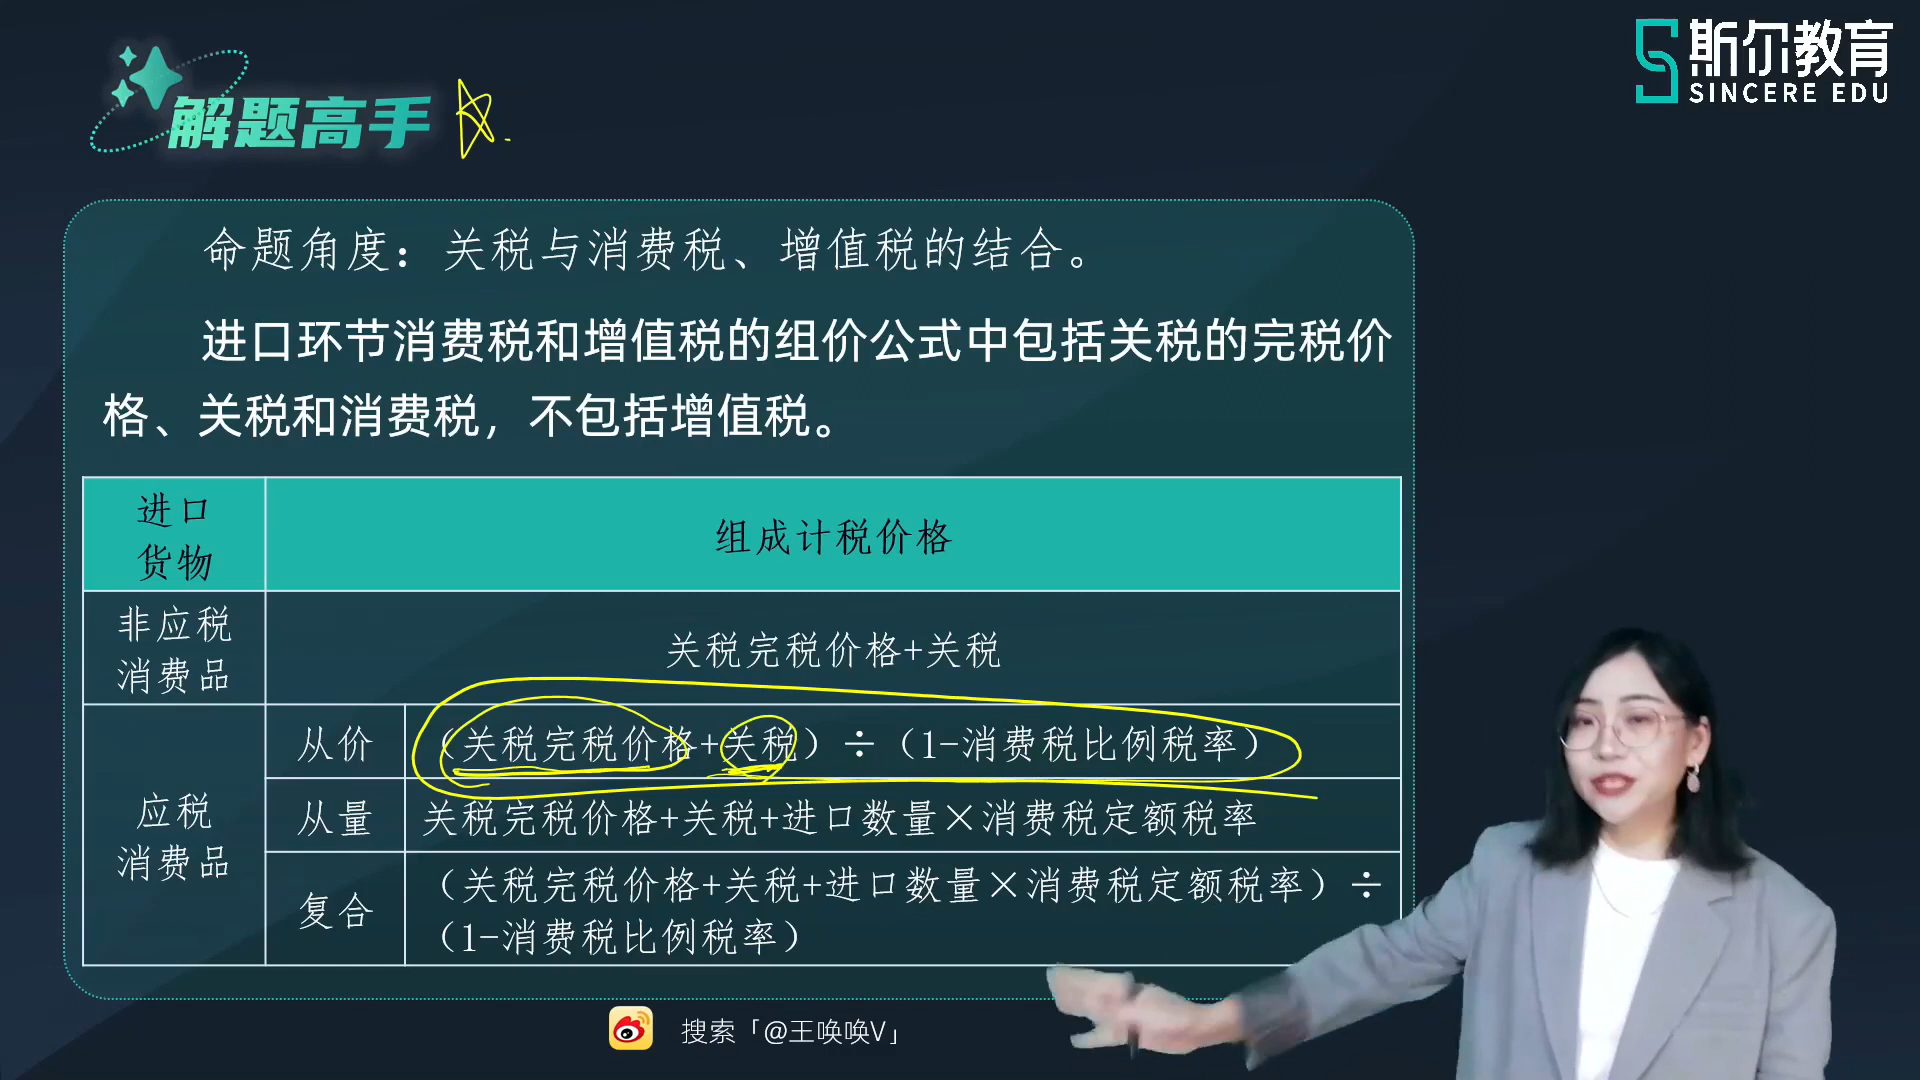 斯尔教育
SINCERE EDU
解题高手
命题角度：关税与消费税、增值税的结合。
进口环节消费税和增值税的组价公式中包括关税的完税价
格、关税和消费税，不包括增值税。
进口
货物
组成计税价格
非应税
消费品
关税完税价格+关税
应税
消费品
从价
（关税完税价格+关税）÷（1-消费税比例税率）
从量
关税完税价格+关税+进口数量×消费税定额税率
复合
（关税完税价格+关税+进口数量×消费税定额税率）÷
（1-消费税比例税率）
搜索「@王唤唤V」